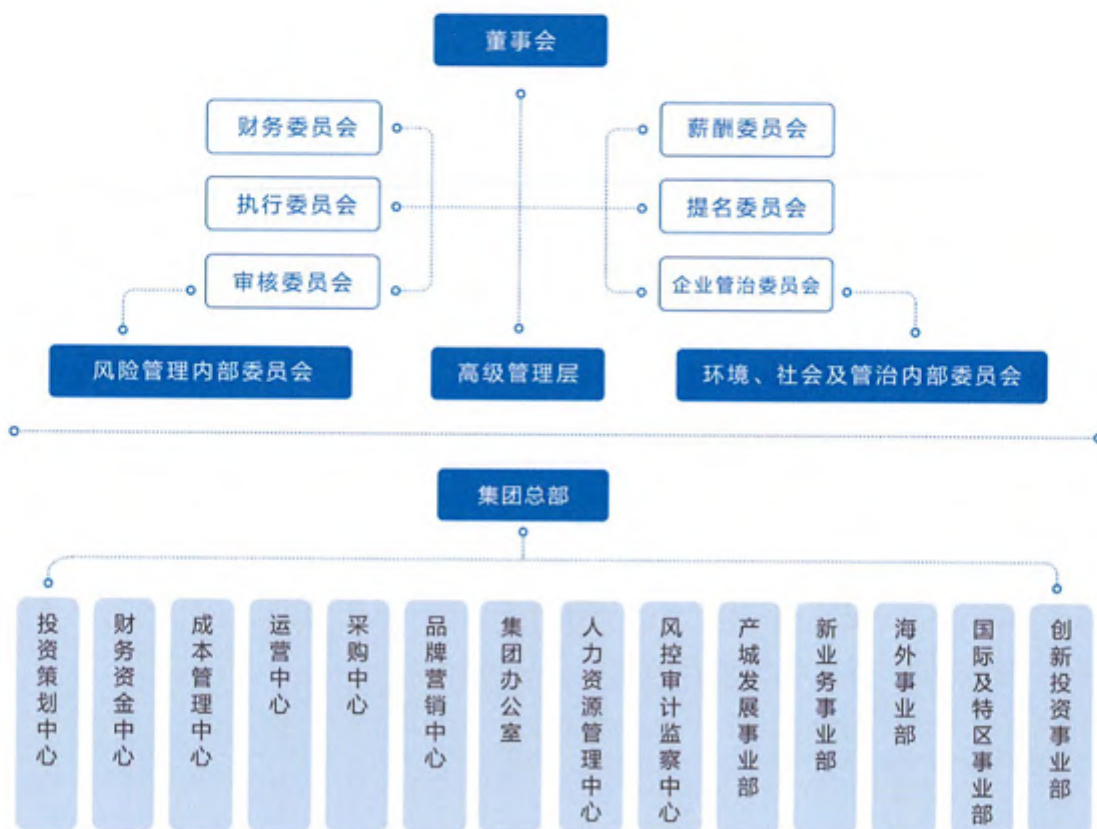 董事会
财务委员会
薪酬委员会
执行委员会
提名委员会
审核委员会
企业管治委员会
风险管理内部委员会
高级管理层
环境、社会及管治内部委员会
集团总部
投资策划中心
财务资金中心
成本管理中心
运营中心
采购中心
品牌营销中心
集团办公室
人力资源管理中心
风控审计监察中心
产城发展事业部
新业务事业部
海外事业部
国际及特区事业部
创新投资事业部